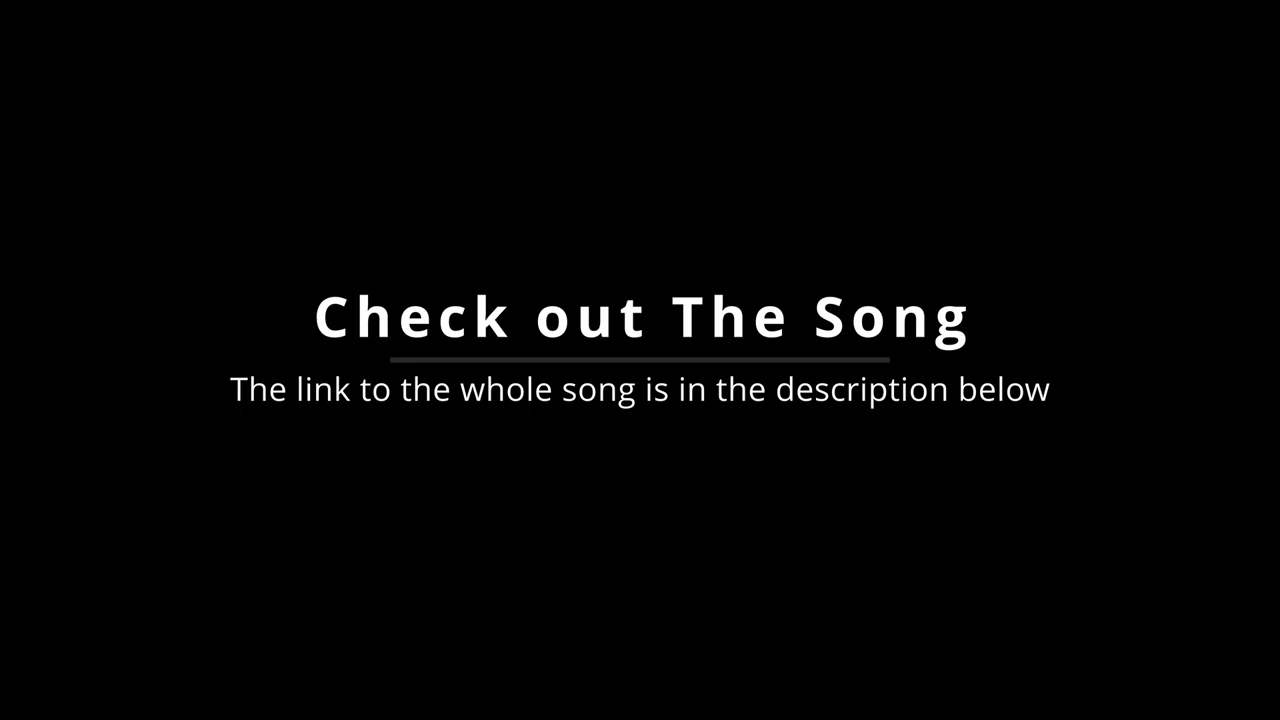 Check out The Song
The link to the whole song is in the description below